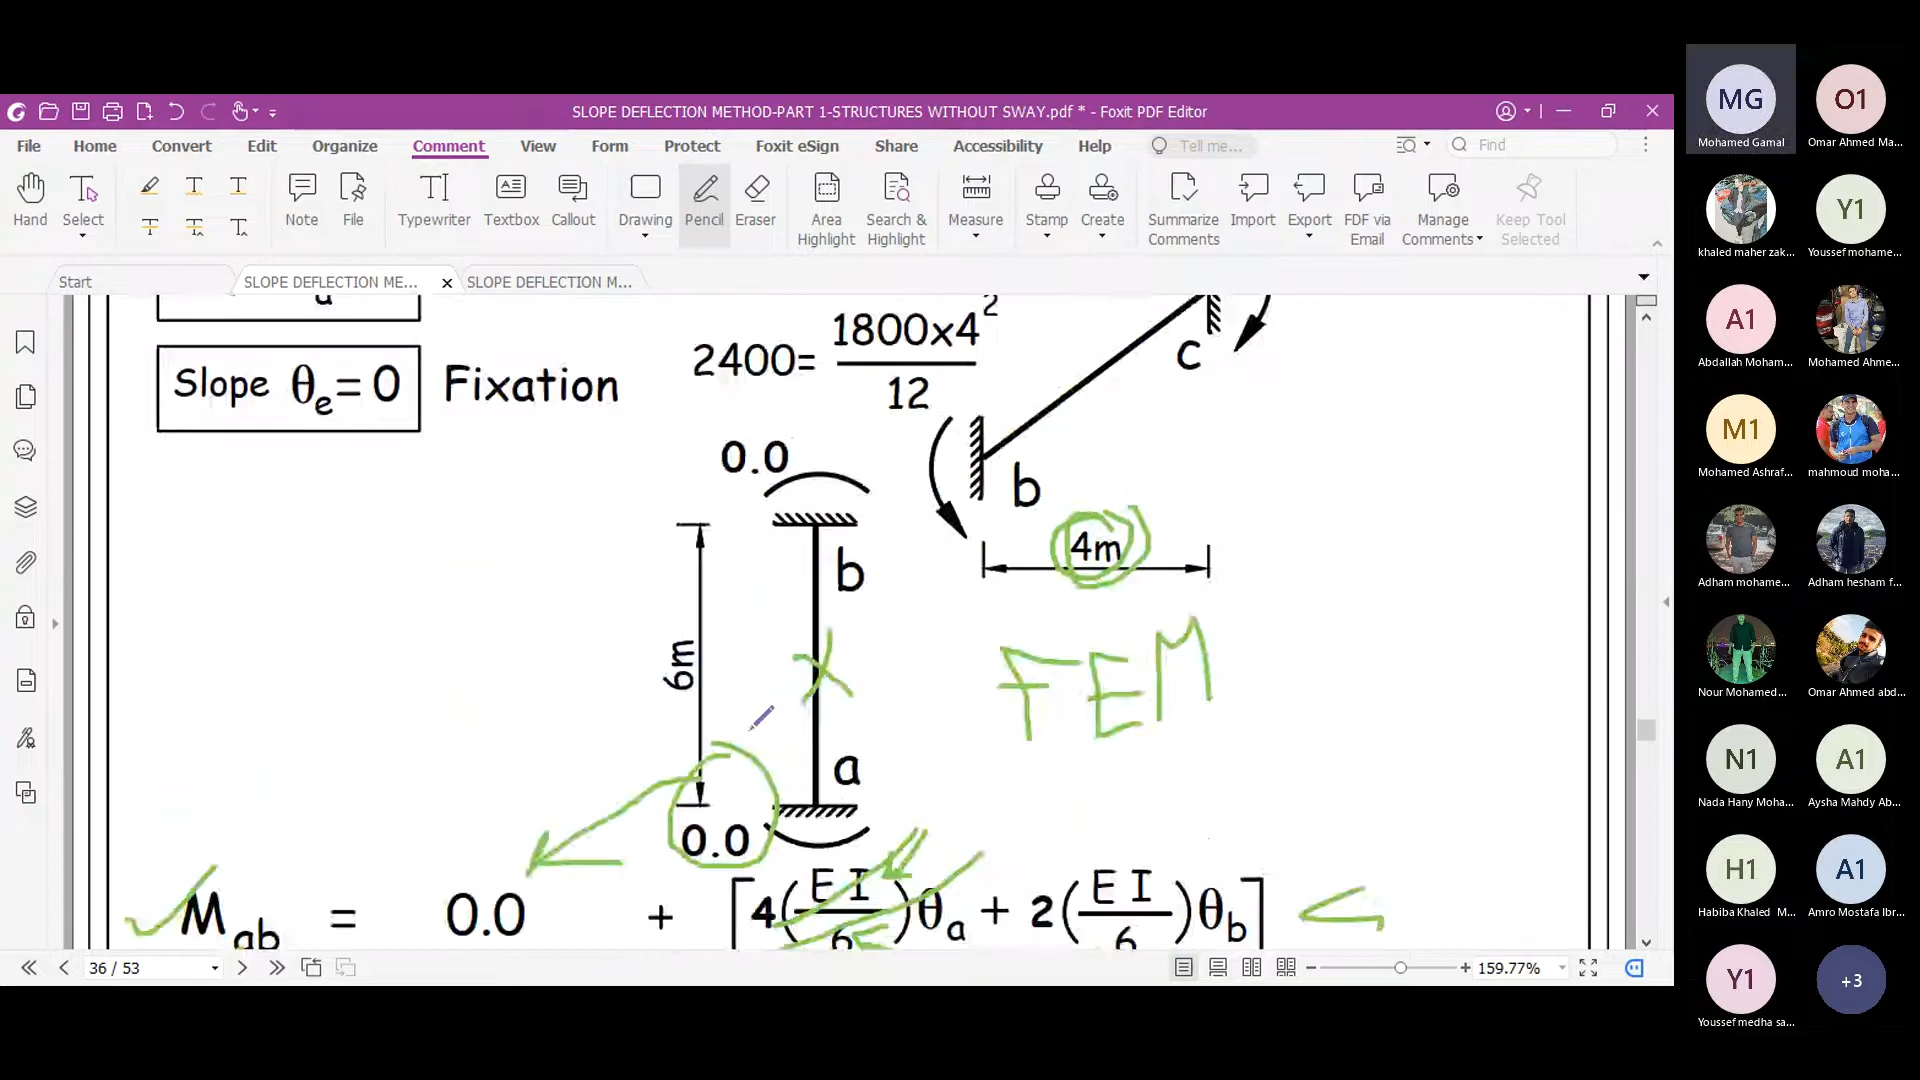 SLOPE DEFLECTION METHOD-PART 1-STRUCTURES WITHOUT SWAY.pdf * - Foxit PDF Editor
File Home Convert Edit Organize Comment View Form Protect Foxit eSign Share Accessibility Help Tell me... Find
Hand Select Note File Typewriter Textbox Callout Drawing Pencil Eraser Area Highlight Search & Highlight Measure Stamp Create Summarize Comments Import Export FDF via Email Manage Comments Keep Tool Selected
Start SLOPE DEFLECTION ME... SLOPE DEFLECTION M...
2400= 1800x4²
12
c
Slope θe= 0 Fixation
0.0
b
b
4m
6m
FEM
a
0.0
Mab = 0.0 + [4(EI/6)θa + 2(EI/6)θb]
36 / 53
159.77%
MG
Mohamed Gamal
O1
Omar Ahmed Ma...
khaled maher zak...
Y1
Youssef mohame...
A1
Abdallah Moham...
Mohamed Ahme...
M1
Mohamed Ashraf...
mahmoud moha...
Adham mohame...
Adham hesham f...
Nour Mohamed...
Omar Ahmed abd...
N1
Nada Hany Moha...
A1
Aysha Mahdy Ab...
H1
Habiba Khaled M...
A1
Amro Mostafa Ibr...
Y1
Youssef medha sa...
+3